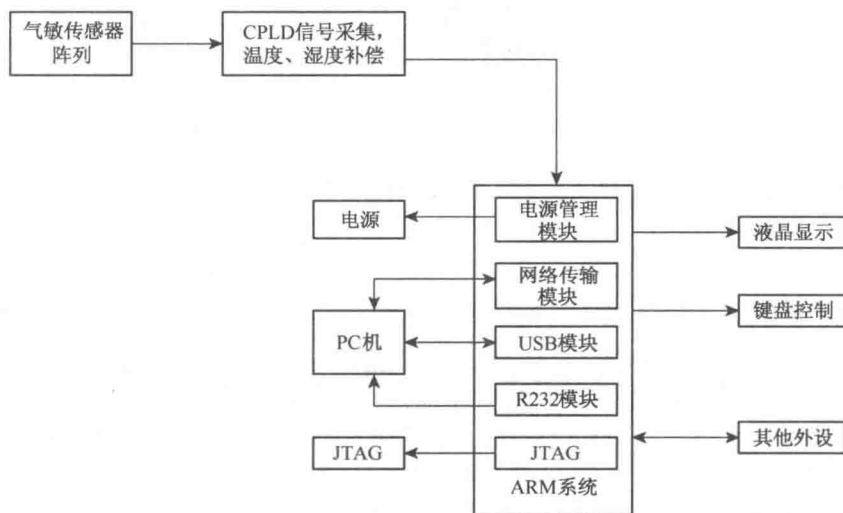 气敏传感器
阵列
CPLD信号采集，
温度、湿度补偿
电源
电源管理
模块
液晶显示
网络传输
模块
键盘控制
PC机
USB模块
R232模块
其他外设
JTAG
JTAG
ARM系统